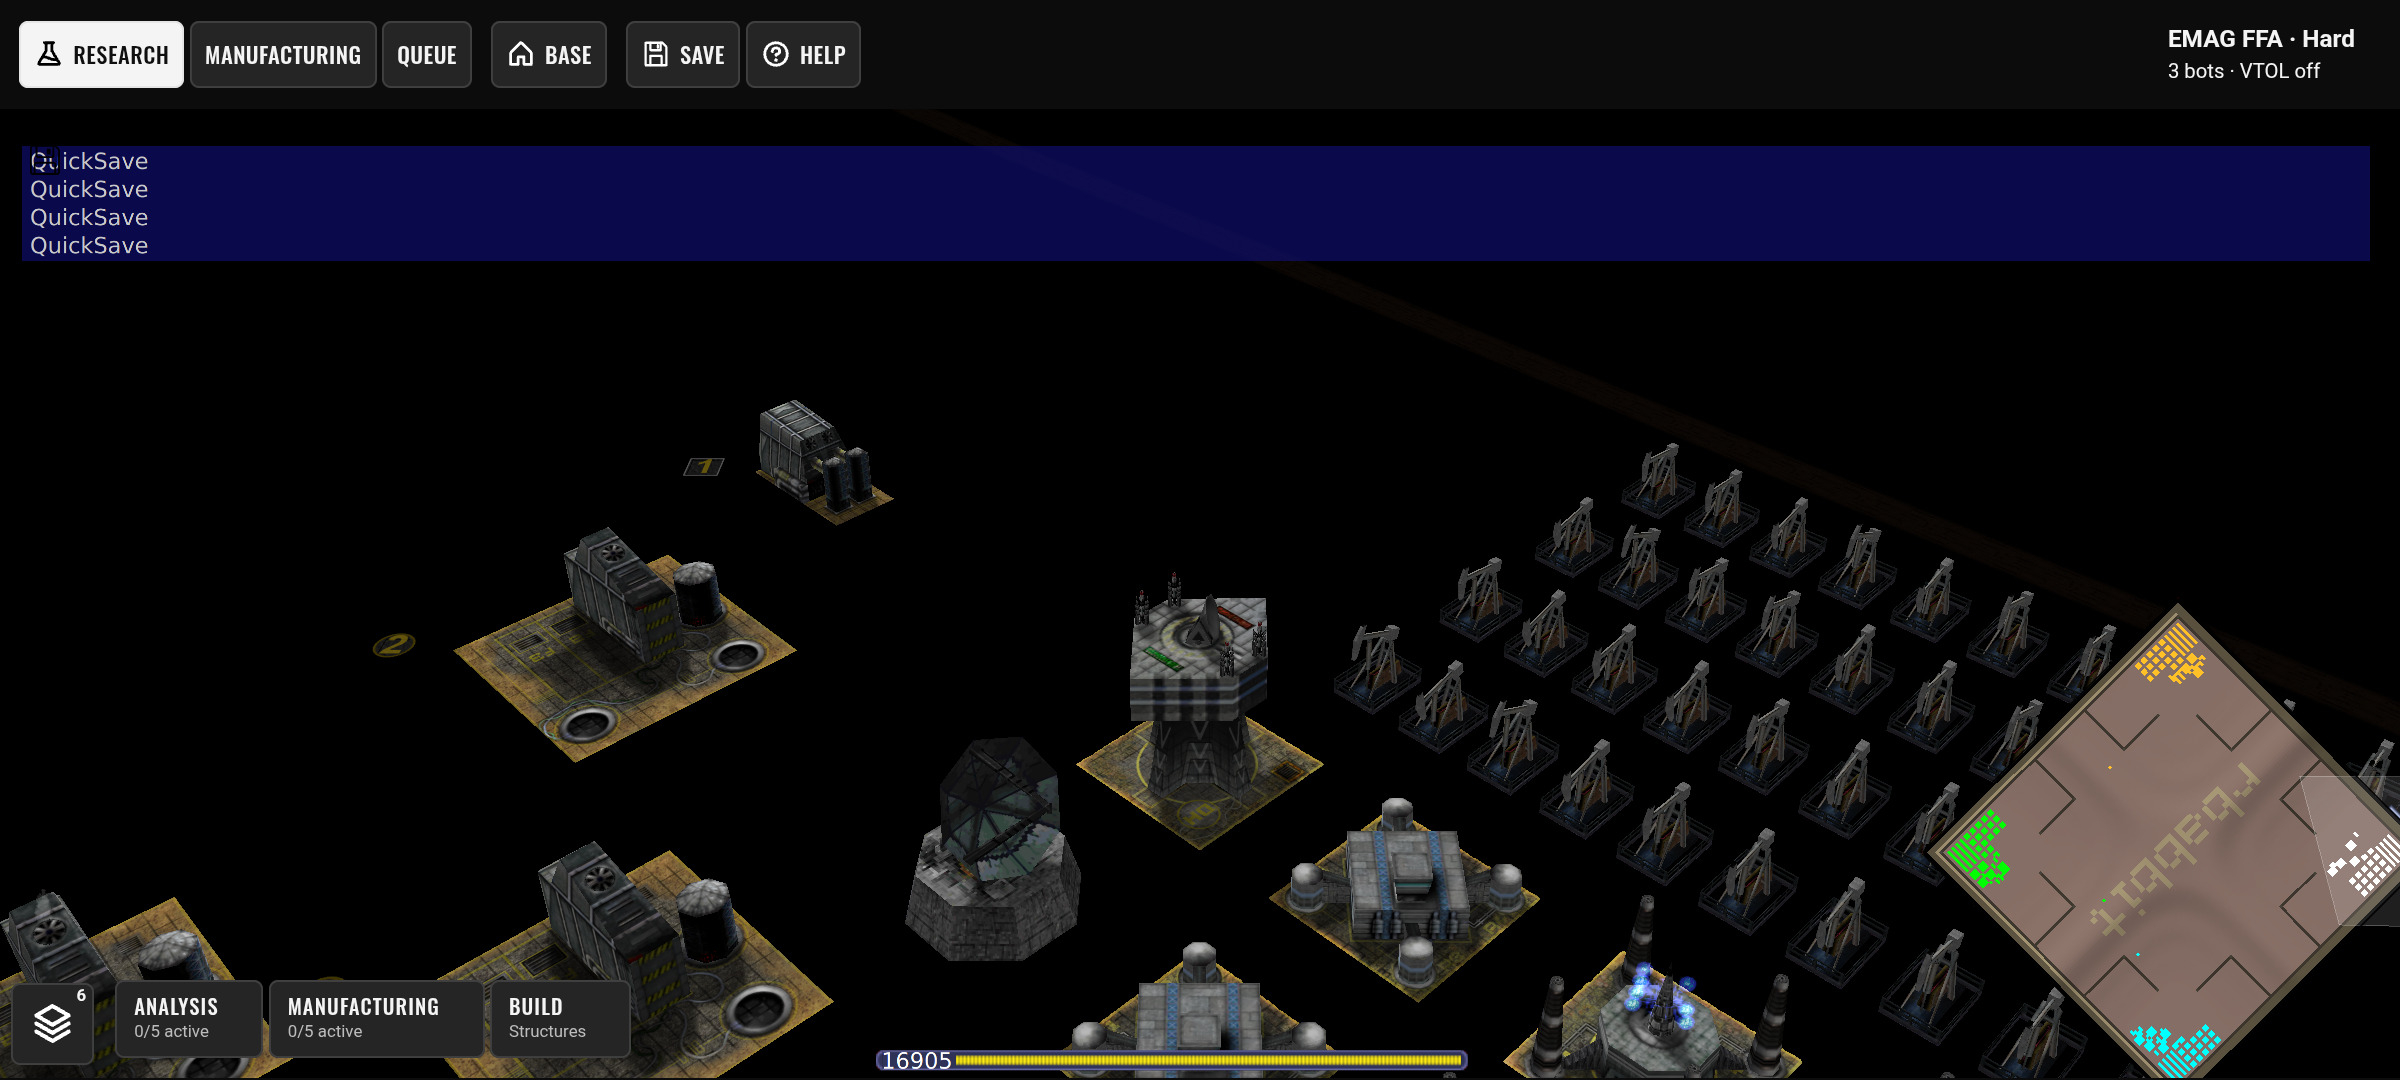 RESEARCH
MANUFACTURING
QUEUE
BASE
SAVE
HELP
EMAG FFA · Hard
3 bots · VTOL off
QuickSave
QuickSave
QuickSave
QuickSave
1
2
HQ
6
ANALYSIS
0/5 active
MANUFACTURING
0/5 active
BUILD
Structures
16905